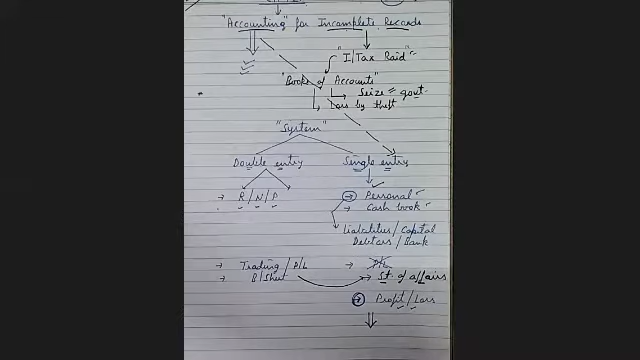 "Accounting" for Incomplete Records
"I/Tax Raid"
"Books of Accounts"
Seize = govt.
Loss by theft
"System"
Double entry Single entry
→ R / N / P → Personal
→ Cash book
Liabilities / Capital
Debtors / Bank
→ Trading / P/L → P/L
→ B/Sheet → St. of affairs
→ Profit / Loss